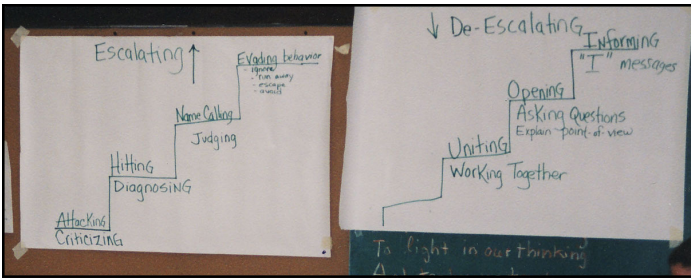 Escalating ↑
Evading behavior
- ignore
- run away
- escape
- avoid
Name Calling
Judging
Hitting
Diagnosing
Attacking
Criticizing
↓ De-Escalating
Informing
"I" messages
Opening
Asking Questions
Explain point-of view
Uniting
Working Together
To light in our thinking